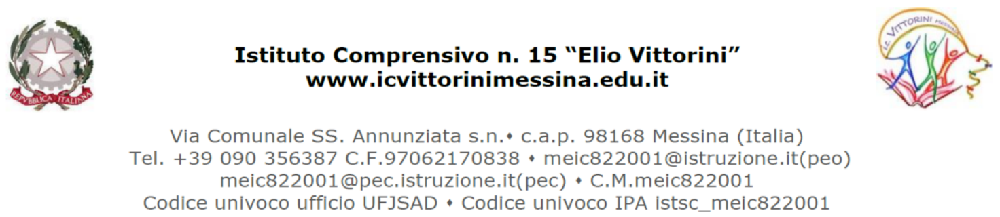 Istituto Comprensivo n. 15 “Elio Vittorini”
www.icvittorinimessina.edu.it
REPVBBLICA ITALIANA
I.C. VITTORINI MESSINA
Via Comunale SS. Annunziata s.n.• c.a.p. 98168 Messina (Italia)
Tel. +39 090 356387 C.F.97062170838 • meic822001@istruzione.it(peo)
meic822001@pec.istruzione.it(pec) • C.M.meic822001
Codice univoco ufficio UFJSAD • Codice univoco IPA istsc_meic822001